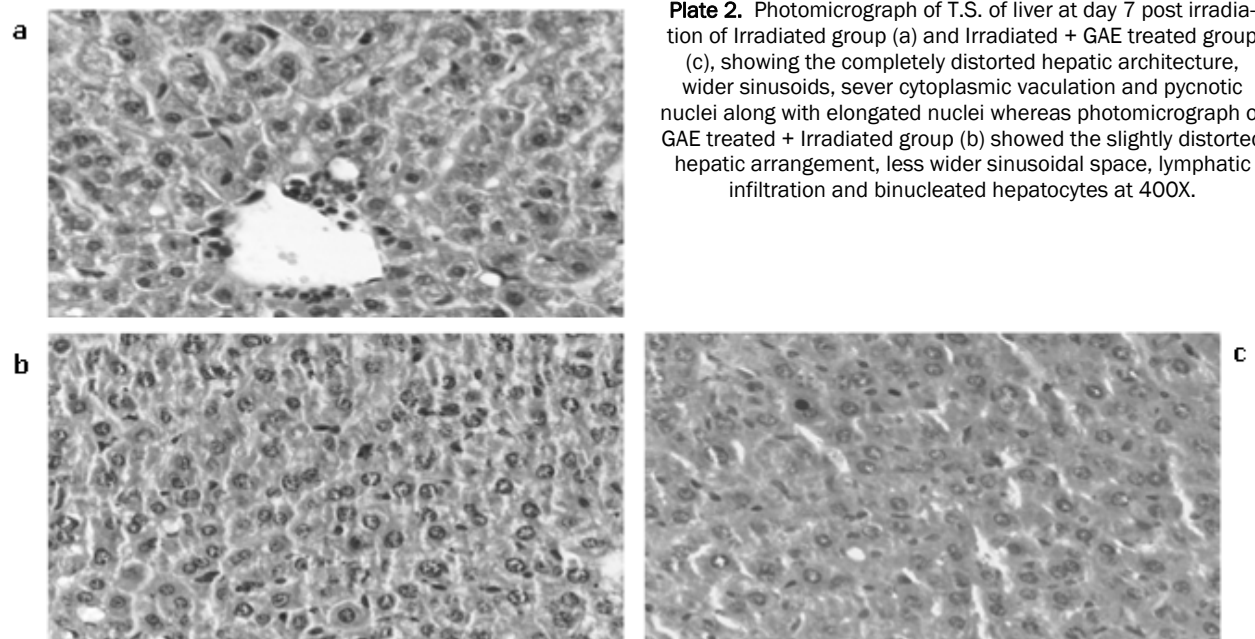 a
Plate 2. Photomicrograph of T.S. of liver at day 7 post irradia-
tion of Irradiated group (a) and Irradiated + GAE treated group
(c), showing the completely distorted hepatic architecture,
wider sinusoids, sever cytoplasmic vaculation and pycnotic
nuclei along with elongated nuclei whereas photomicrograph o
GAE treated + Irradiated group (b) showed the slightly distorted
hepatic arrangement, less wider sinusoidal space, lymphatic
infiltration and binucleated hepatocytes at 400X.
b
c